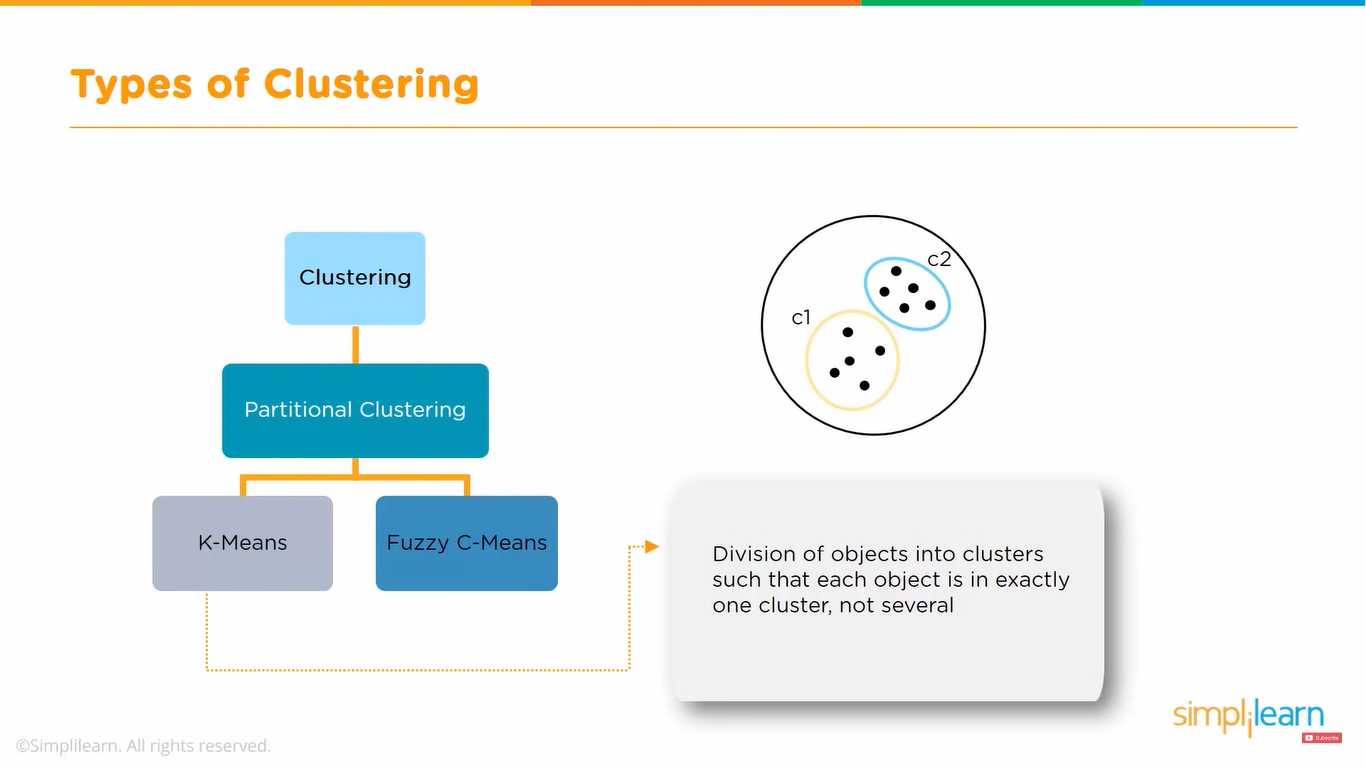 Types of Clustering
Clustering
Partitional Clustering
K-Means
Fuzzy C-Means
c2
c1
Division of objects into clusters
such that each object is in exactly
one cluster, not several
simplilearn
Subscribe
©Simplilearn. All rights reserved.